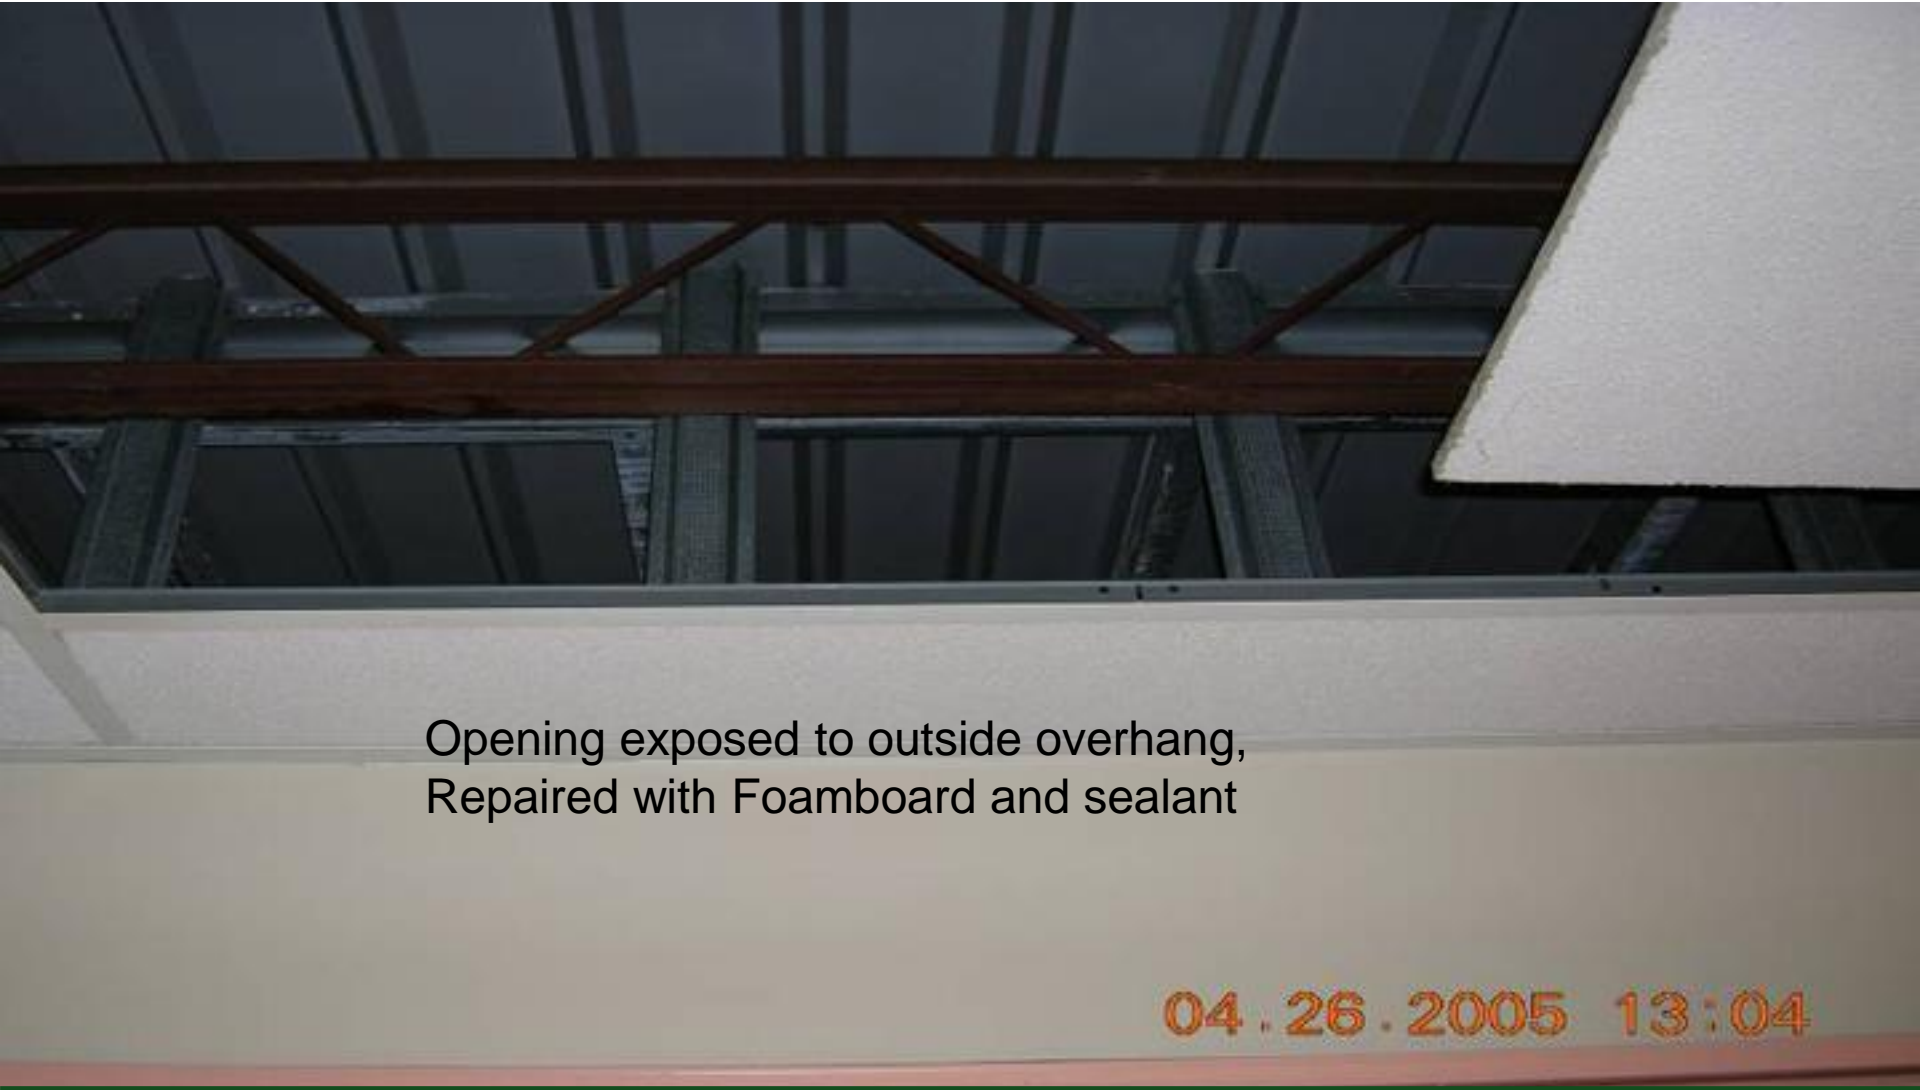 Opening exposed to outside overhang,
Repaired with Foamboard and sealant
04.26.2005 13:04